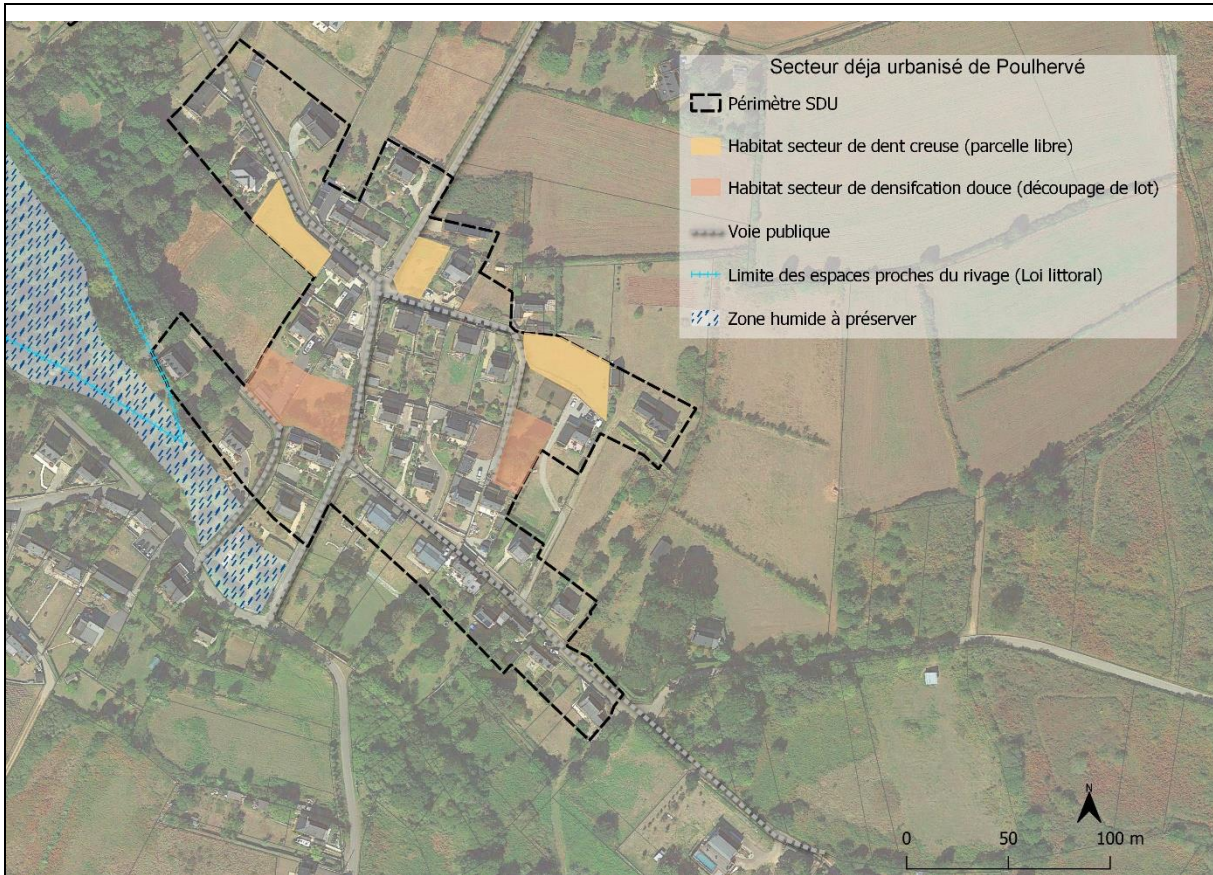 Secteur déja urbanisé de Poulhervé
Périmètre SDU
Habitat secteur de dent creuse (parcelle libre)
Habitat secteur de densifcation douce (découpage de lot)
Voie publique
Limite des espaces proches du rivage (Loi littoral)
Zone humide à préserver
N
0 50 100 m